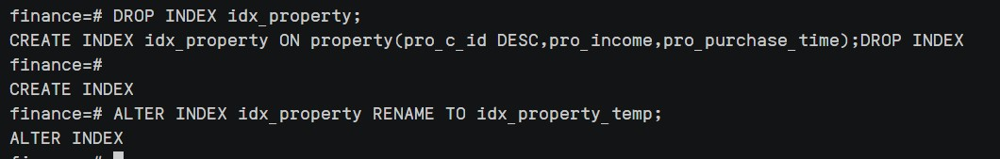 finance=# DROP INDEX idx_property;
CREATE INDEX idx_property ON property(pro_c_id DESC,pro_income,pro_purchase_time);DROP INDEX
finance=#
CREATE INDEX
finance=# ALTER INDEX idx_property RENAME TO idx_property_temp;
ALTER INDEX
finance=#